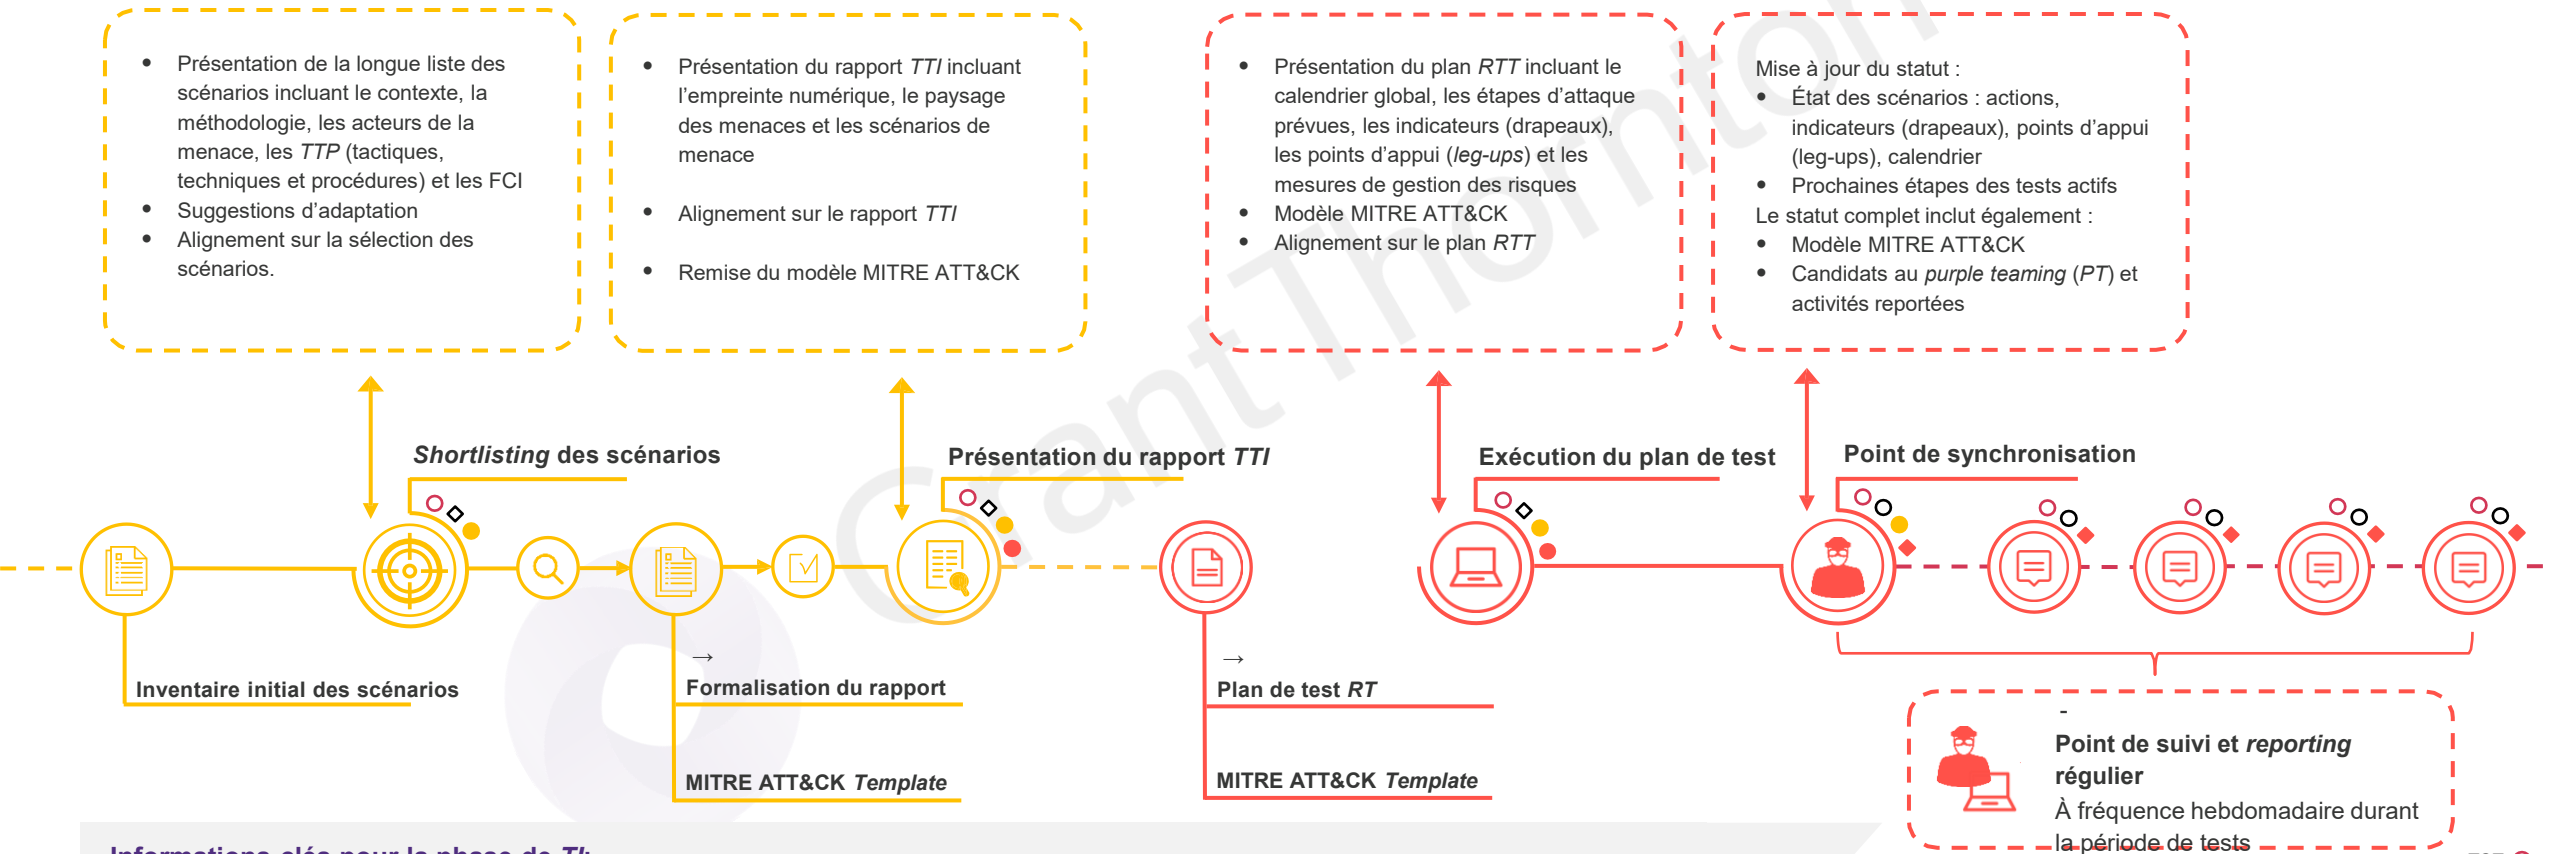 • Présentation de la longue liste des
scénarios incluant le contexte, la
méthodologie, les acteurs de la
menace, les TTP (tactiques,
techniques et procédures) et les FCI
• Suggestions d'adaptation
• Alignement sur la sélection des
scénarios.
• Présentation du rapport TTI incluant
l'empreinte numérique, le paysage
des menaces et les scénarios de
menace
• Alignement sur le rapport TTI
• Remise du modèle MITRE ATT&CK
• Présentation du plan RTT incluant le
calendrier global, les étapes d'attaque
prévues, les indicateurs (drapeaux),
les points d'appui (leg-ups) et les
mesures de gestion des risques
• Modèle MITRE ATT&CK
• Alignement sur le plan RTT
Mise à jour du statut :
• État des scénarios : actions,
indicateurs (drapeaux), points d'appui
(leg-ups), calendrier
• Prochaines étapes des tests actifs
Le statut complet inclut également :
• Modèle MITRE ATT&CK
• Candidats au purple teaming (PT) et
activités reportées
Shortlisting des scénarios
Présentation du rapport TTI
Exécution du plan de test
Point de synchronisation
Inventaire initial des scénarios
→
Formalisation du rapport
MITRE ATT&CK Template
→
Plan de test RT
MITRE ATT&CK Template
-
Point de suivi et reporting
régulier
À fréquence hebdomadaire durant
la période de tests
Informations clés pour la phase de TI:
Grant Thornton